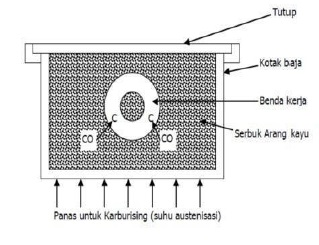 Tutup
Kotak baja
Benda kerja
C
C
CO
CO
Serbuk Arang kayu
Panas untuk Karburising (suhu austenisasi)